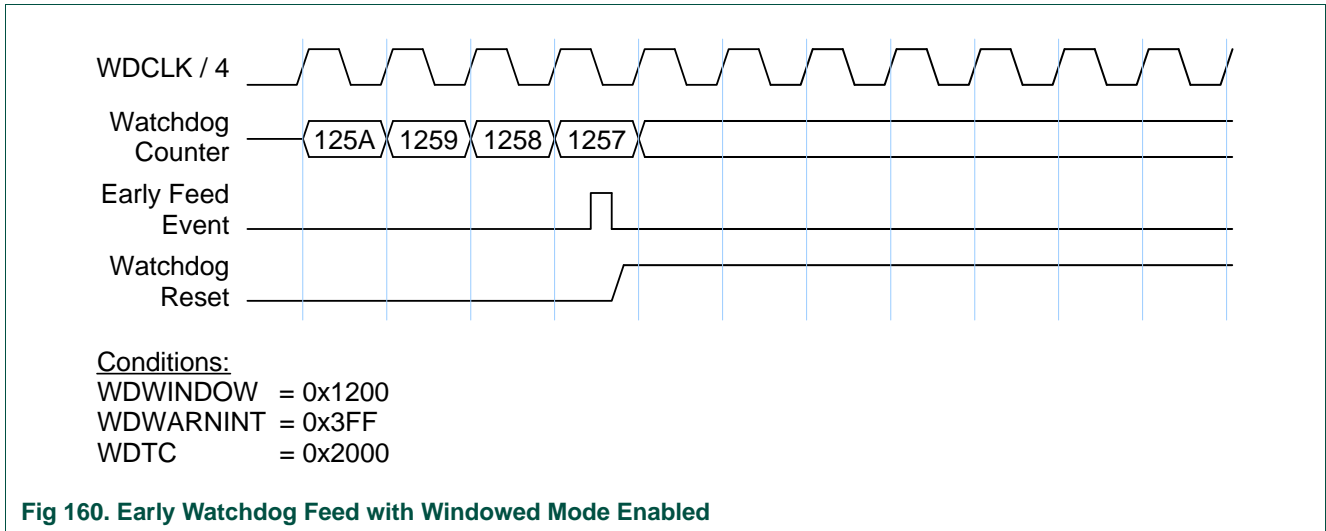 WDCLK / 4
Watchdog
Counter
125A 1259 1258 1257
Early Feed
Event
Watchdog
Reset
Conditions:
WDWINDOW = 0x1200
WDWARNINT = 0x3FF
WDTC = 0x2000
Fig 160. Early Watchdog Feed with Windowed Mode Enabled